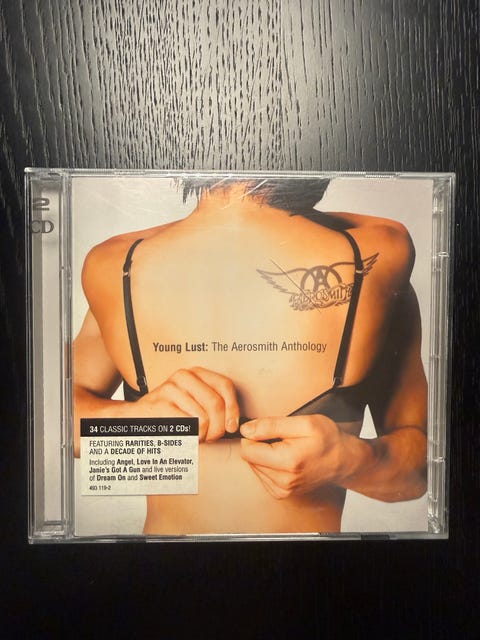 2
CD
AEROSMITH
Young Lust: The Aerosmith Anthology
34 CLASSIC TRACKS ON 2 CDs!
FEATURING RARITIES, B-SIDES
AND A DECADE OF HITS
Including Angel, Love In An Elevator,
Janie's Got A Gun and live versions
of Dream On and Sweet Emotion
493 119-2